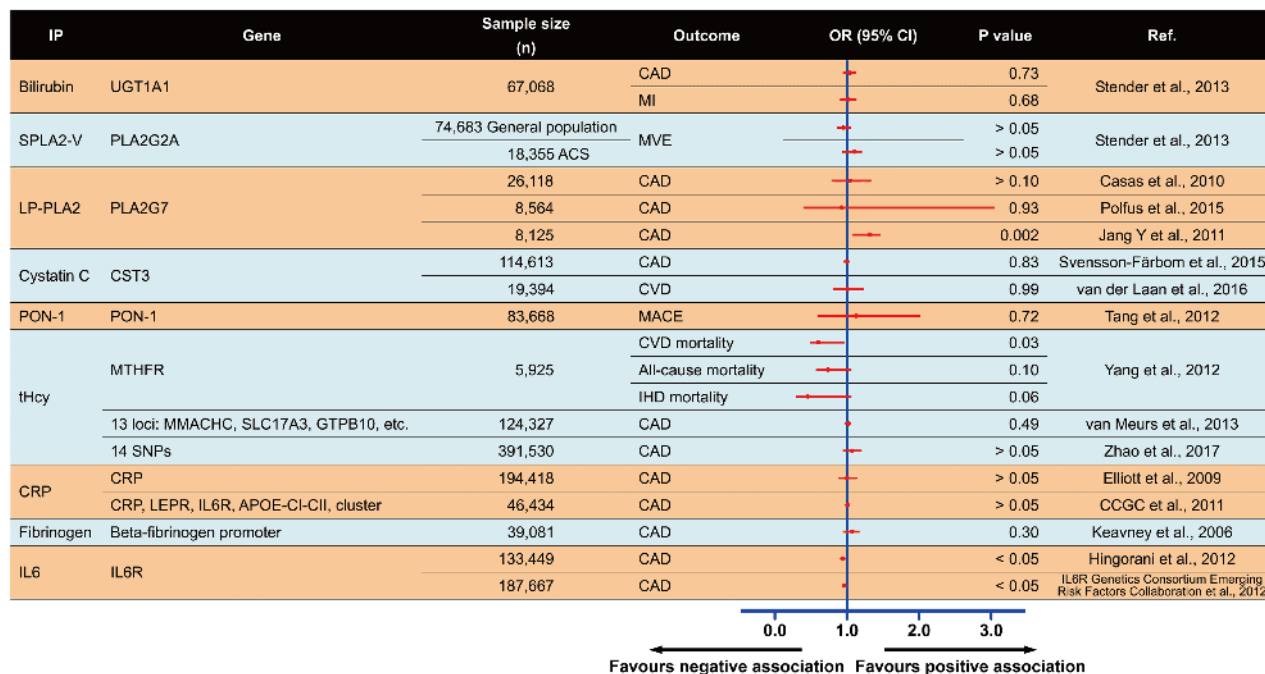 IP Gene Sample size (n) Outcome OR (95% CI) P value Ref.
Bilirubin UGT1A1 67,068 CAD 0.73 Stender et al., 2013
MI 0.68
SPLA2-V PLA2G2A 74,683 General population MVE > 0.05 Stender et al., 2013
18,355 ACS > 0.05
LP-PLA2 PLA2G7 26,118 CAD > 0.10 Casas et al., 2010
8,564 CAD 0.93 Polfus et al., 2015
8,125 CAD 0.002 Jang Y et al., 2011
Cystatin C CST3 114,613 CAD 0.83 Svensson-Färbom et al., 2015
19,394 CVD 0.99 van der Laan et al., 2016
PON-1 PON-1 83,668 MACE 0.72 Tang et al., 2012
tHcy MTHFR 5,925 CVD mortality 0.03 Yang et al., 2012
All-cause mortality 0.10
IHD mortality 0.06
13 loci: MMACHC, SLC17A3, GTPB10, etc. 124,327 CAD 0.49 van Meurs et al., 2013
14 SNPs 391,530 CAD > 0.05 Zhao et al., 2017
CRP CRP 194,418 CAD > 0.05 Elliott et al., 2009
CRP, LEPR, IL6R, APOE-CI-CII, cluster 46,434 CAD > 0.05 CCGC et al., 2011
Fibrinogen Beta-fibrinogen promoter 39,081 CAD 0.30 Keavney et al., 2006
IL6 IL6R 133,449 CAD < 0.05 Hingorani et al., 2012
187,667 CAD < 0.05 IL6R Genetics Consortium Emerging
Risk Factors Collaboration et al., 2012
0.0 1.0 2.0 3.0
Favours negative association Favours positive association